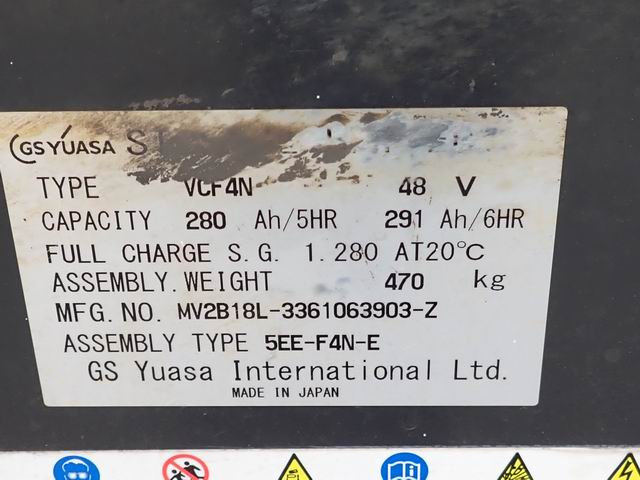 GS YUASA
TYPE VCF4N 48 V
CAPACITY 280 Ah/5HR 291 Ah/6HR
FULL CHARGE S.G. 1.280 AT20°C
ASSEMBLY.WEIGHT 470 kg
MFG.NO. MV2B18L-3361063903-Z
ASSEMBLY TYPE 5EE-F4N-E
GS Yuasa International Ltd.
MADE IN JAPAN